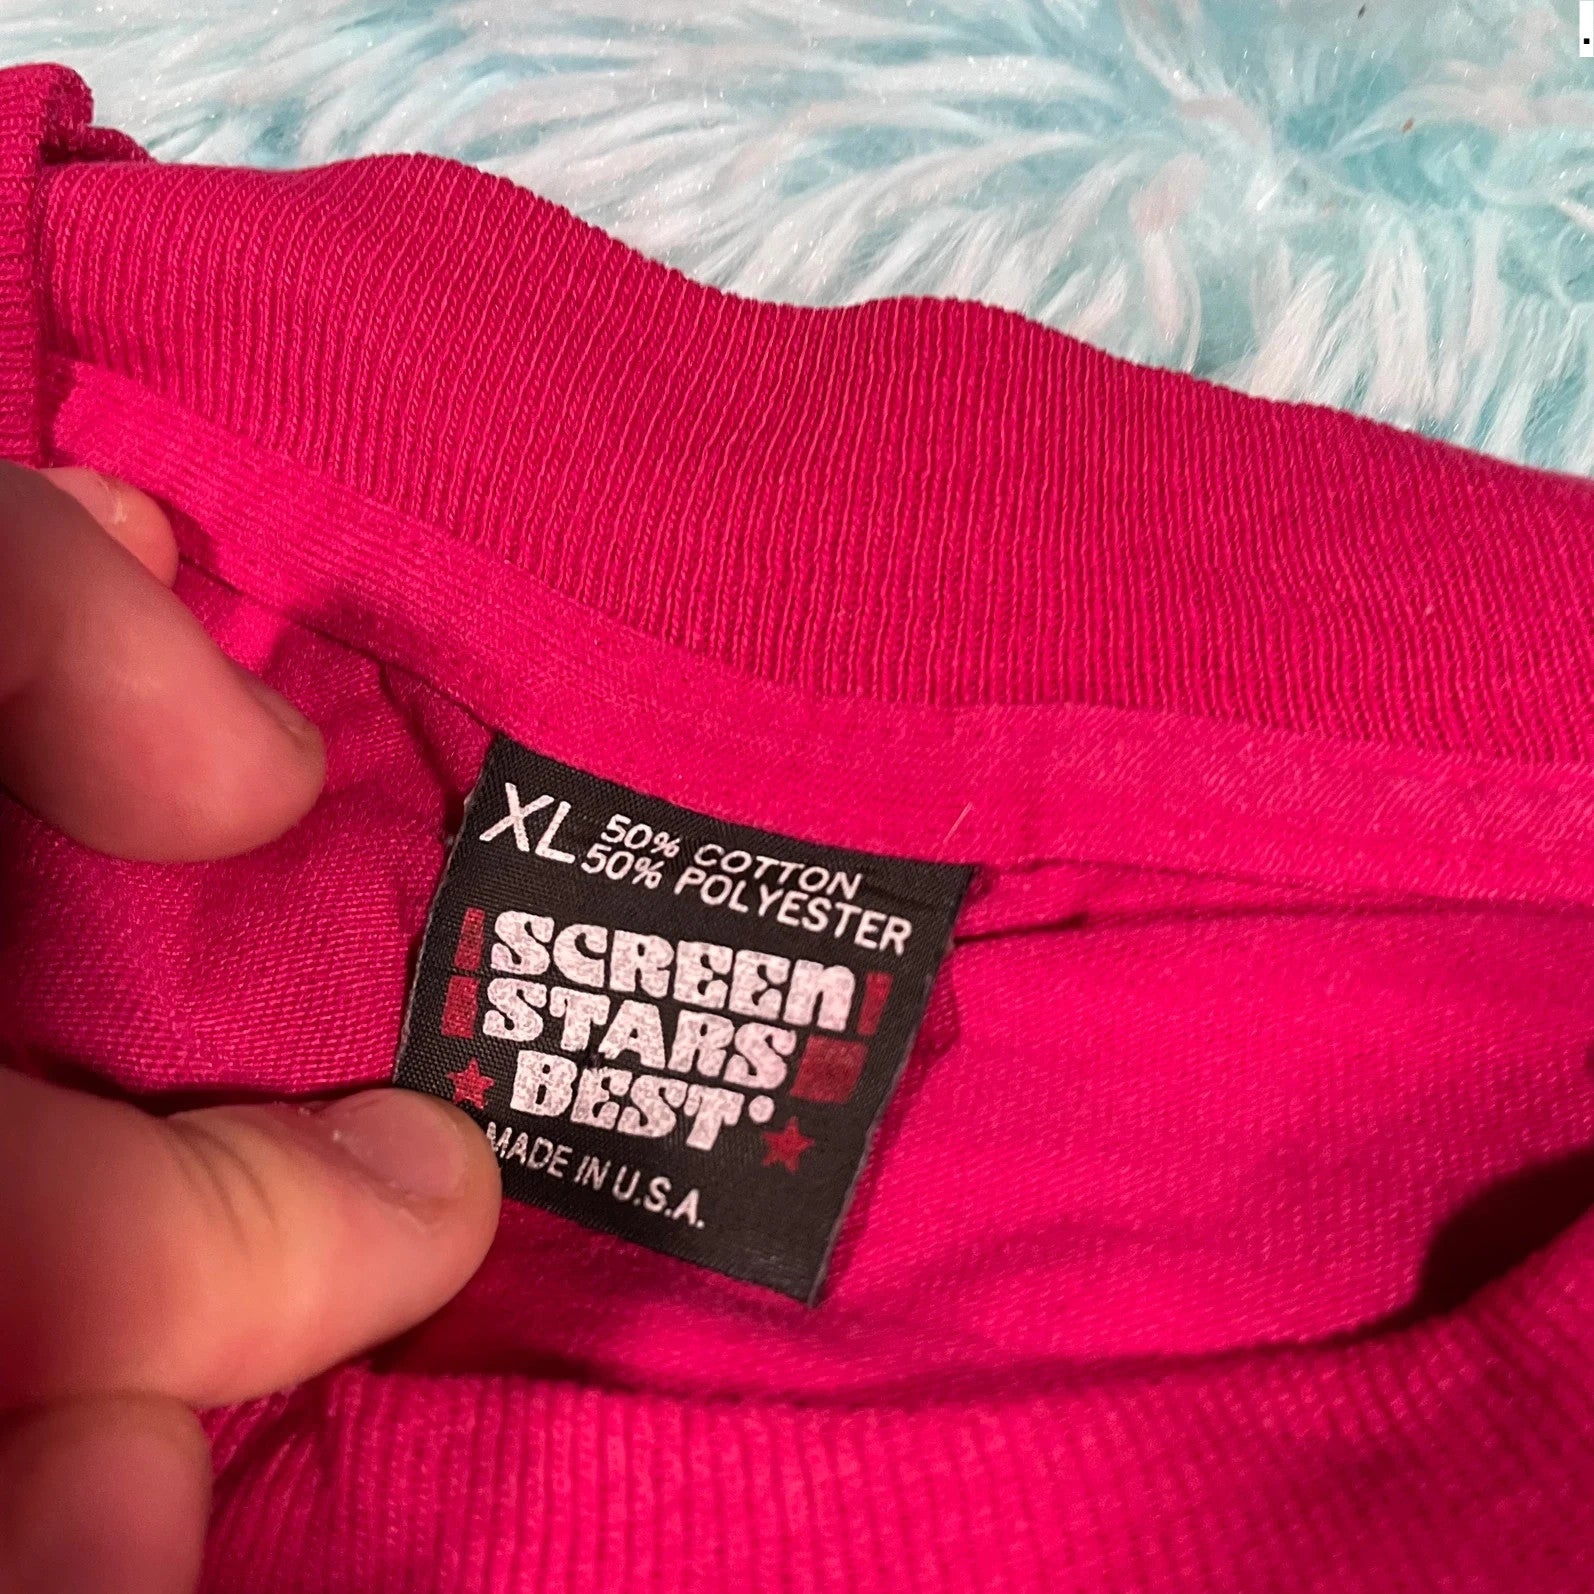 XL 50% COTTON
50% POLYESTER
SCREEN
STARS
BEST
MADE IN U.S.A.
.